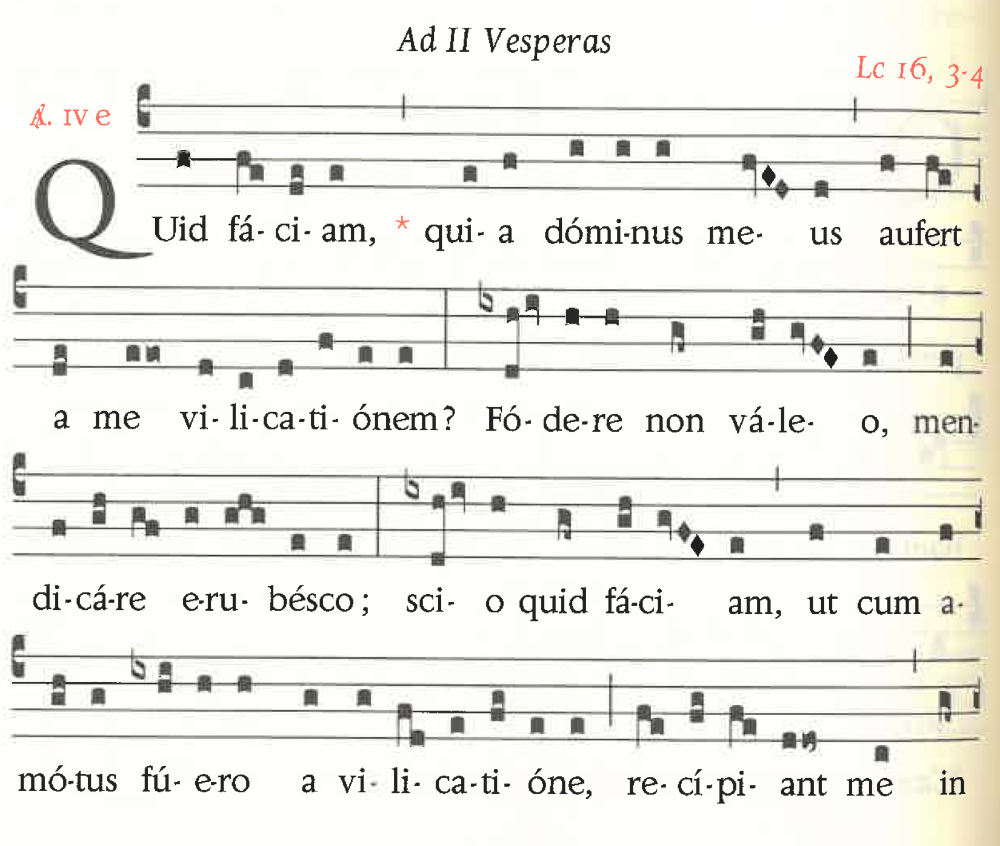 Ad II Vesperas
Lc 16, 3-4
A. IV e
QUid fá- ci- am, * qui- a dómi-nus me- us aufert
a me vi- li-ca-ti- ónem? Fó- de-re non vá-le- o, men-
di-cá-re e-ru- bésco; sci- o quid fá-ci- am, ut cum a-
mó-tus fú- e-ro a vi- li- ca-ti- óne, re- cí-pi- ant me in